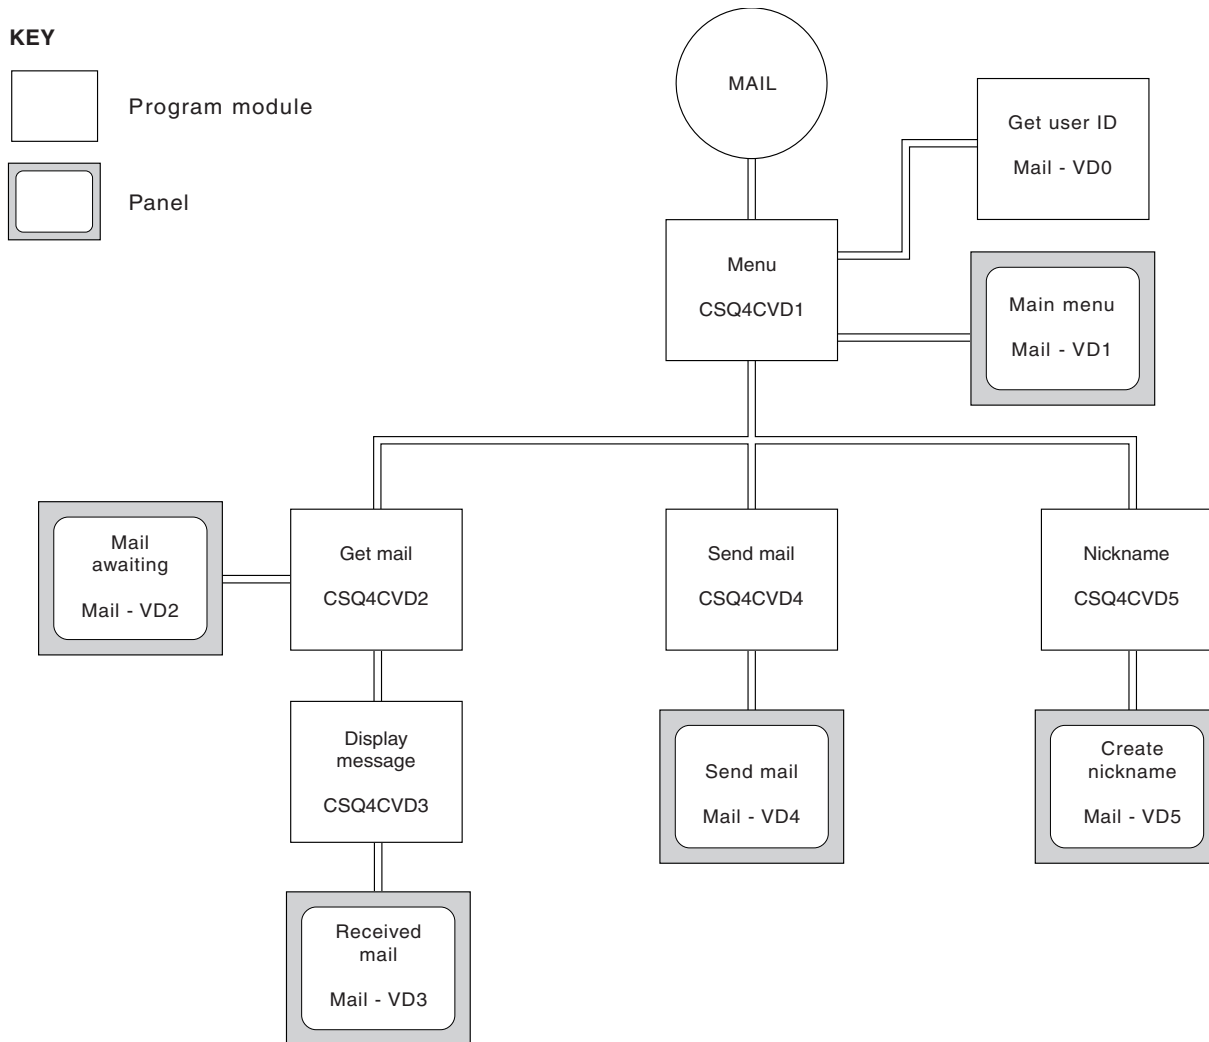 KEY
Program module
Panel
MAIL
Get user ID
Mail - VD0
Menu
CSQ4CVD1
Main menu
Mail - VD1
Mail
awaiting
Mail - VD2
Get mail
CSQ4CVD2
Send mail
CSQ4CVD4
Nickname
CSQ4CVD5
Display
message
CSQ4CVD3
Send mail
Mail - VD4
Create
nickname
Mail - VD5
Received
mail
Mail - VD3